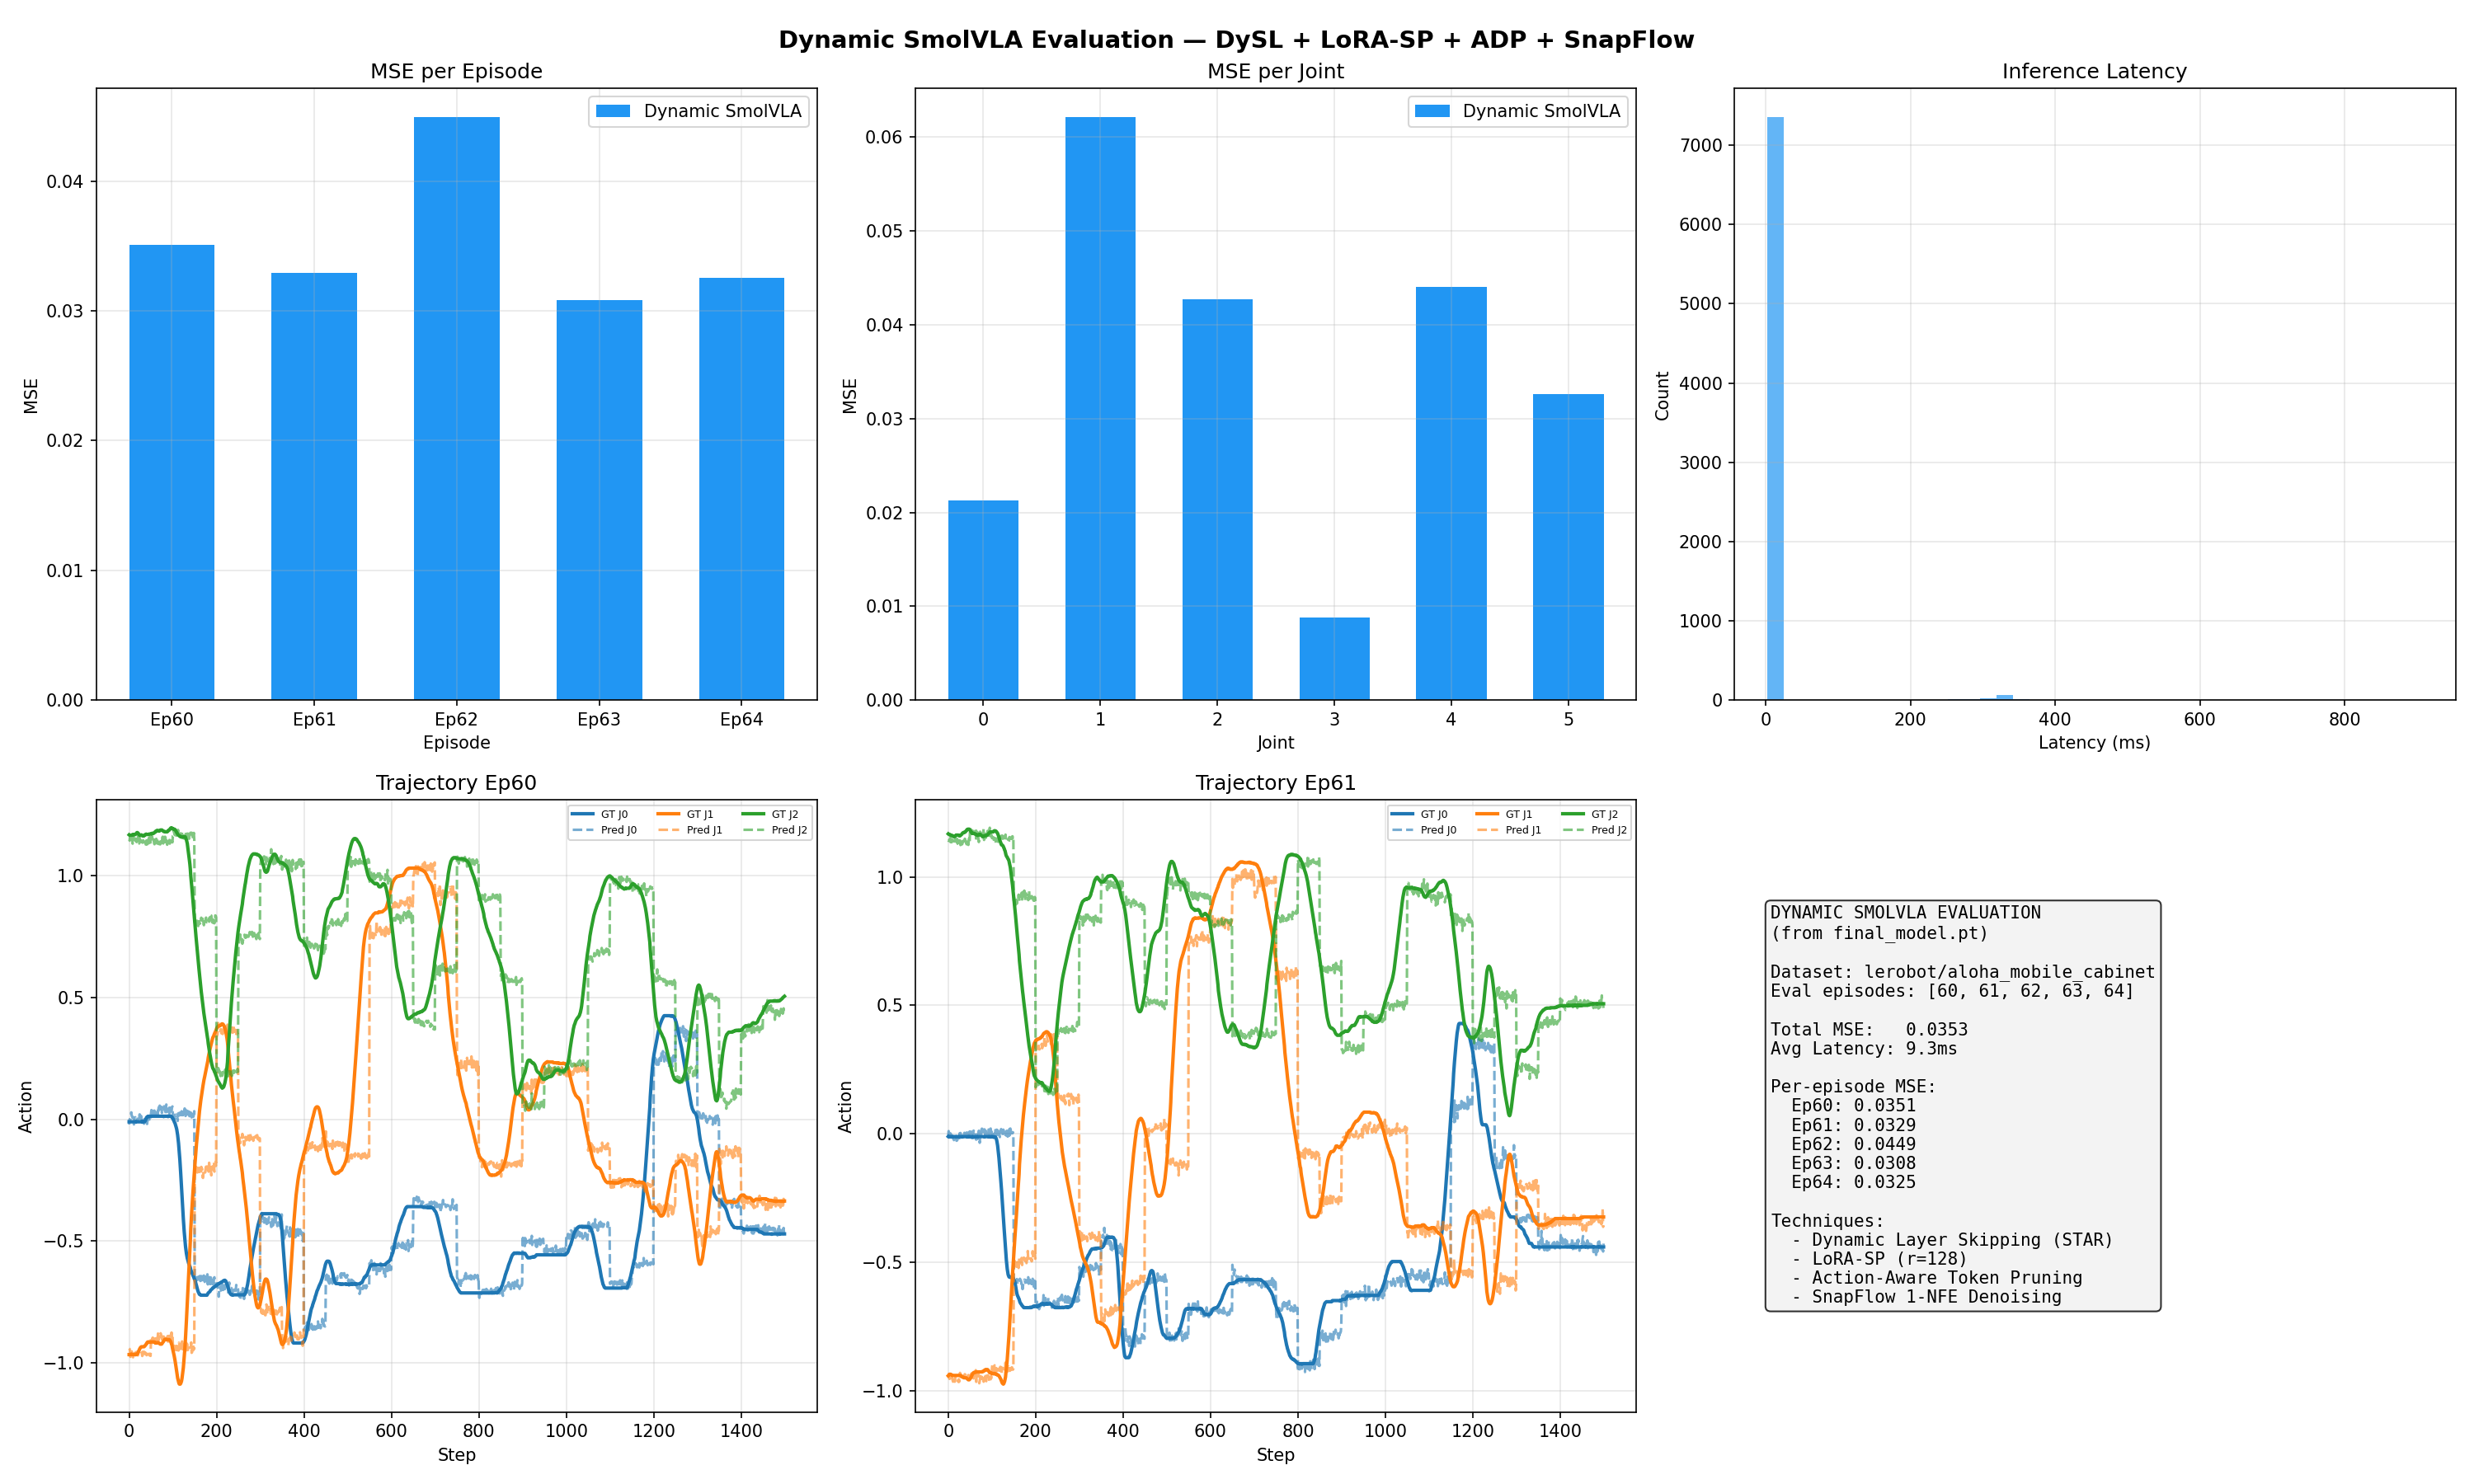 Dynamic SmolVLA Evaluation — DySL + LoRA-SP + ADP + SnapFlow
MSE per Episode
Dynamic SmolVLA
MSE
0.04
0.03
0.02
0.01
0.00
Ep60 Ep61 Ep62 Ep63 Ep64
Episode
MSE per Joint
Dynamic SmolVLA
MSE
0.06
0.05
0.04
0.03
0.02
0.01
0.00
0 1 2 3 4 5
Joint
Inference Latency
Count
7000
6000
5000
4000
3000
2000
1000
0
0 200 400 600 800
Latency (ms)
Trajectory Ep60
GT J0 GT J1 GT J2
Pred J0 Pred J1 Pred J2
Action
1.0
0.5
0.0
−0.5
−1.0
0 200 400 600 800 1000 1200 1400
Step
Trajectory Ep61
GT J0 GT J1 GT J2
Pred J0 Pred J1 Pred J2
Action
1.0
0.5
0.0
−0.5
−1.0
0 200 400 600 800 1000 1200 1400
Step
DYNAMIC SMOLVLA EVALUATION
(from final_model.pt)
Dataset: lerobot/aloha_mobile_cabinet
Eval episodes: [60, 61, 62, 63, 64]
Total MSE: 0.0353
Avg Latency: 9.3ms
Per-episode MSE:
Ep60: 0.0351
Ep61: 0.0329
Ep62: 0.0449
Ep63: 0.0308
Ep64: 0.0325
Techniques:
- Dynamic Layer Skipping (STAR)
- LoRA-SP (r=128)
- Action-Aware Token Pruning
- SnapFlow 1-NFE Denoising